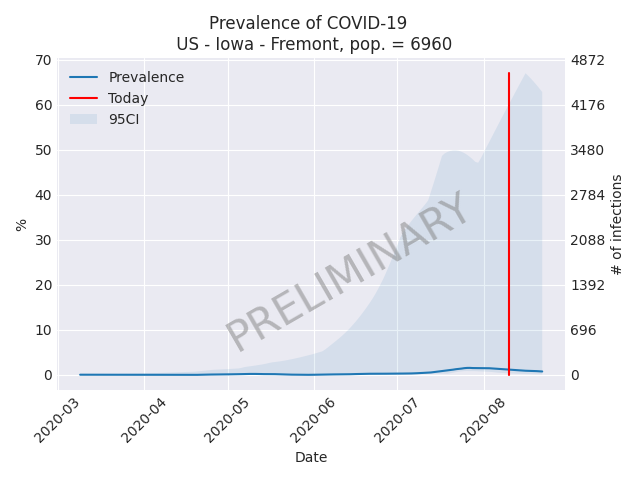 Prevalence of COVID-19
US - Iowa - Fremont, pop. = 6960
Prevalence
Today
95CI
70
60
50
40
30
20
10
0
%
4872
4176
3480
2784
2088
1392
696
0
# of infections
PRELIMINARY
2020-03
2020-04
2020-05
2020-06
2020-07
2020-08
Date